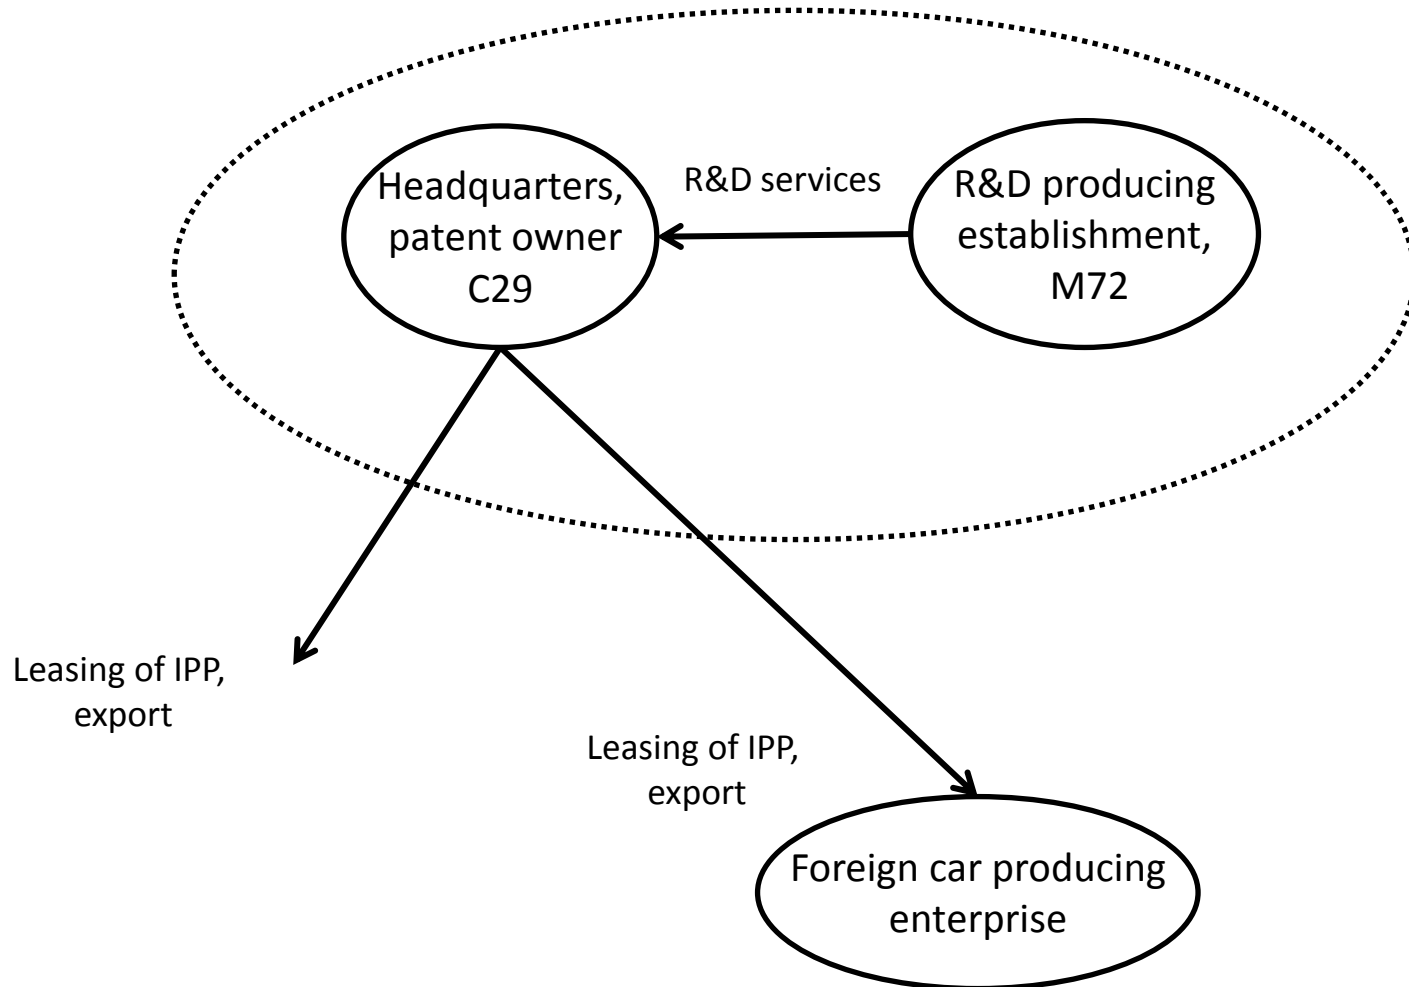 Headquarters,
patent owner
C29
R&D services
R&D producing
establishment,
M72
Leasing of IPP,
export
Leasing of IPP,
export
Foreign car producing
enterprise